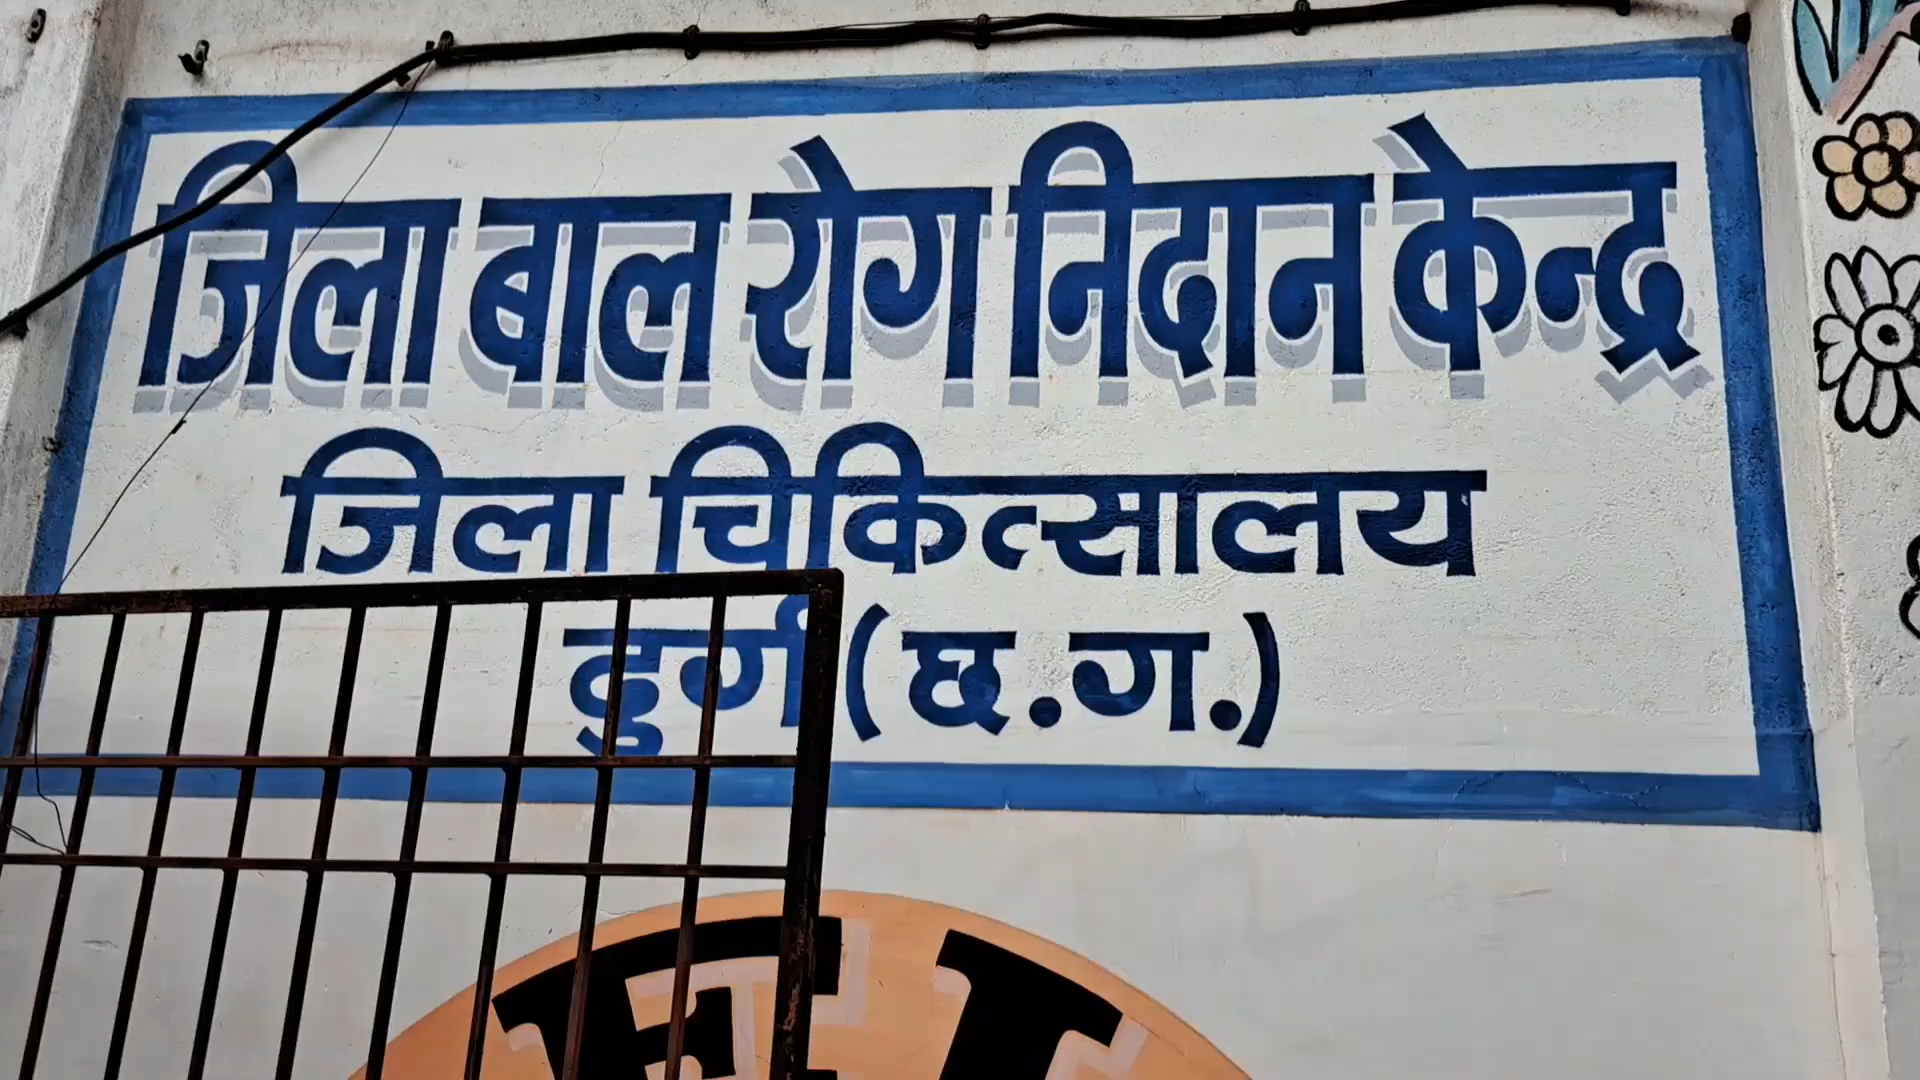 जिला बाल रोग निदान केन्द्र
जिला चिकित्सालय
दुर्ग (छ.ग.)